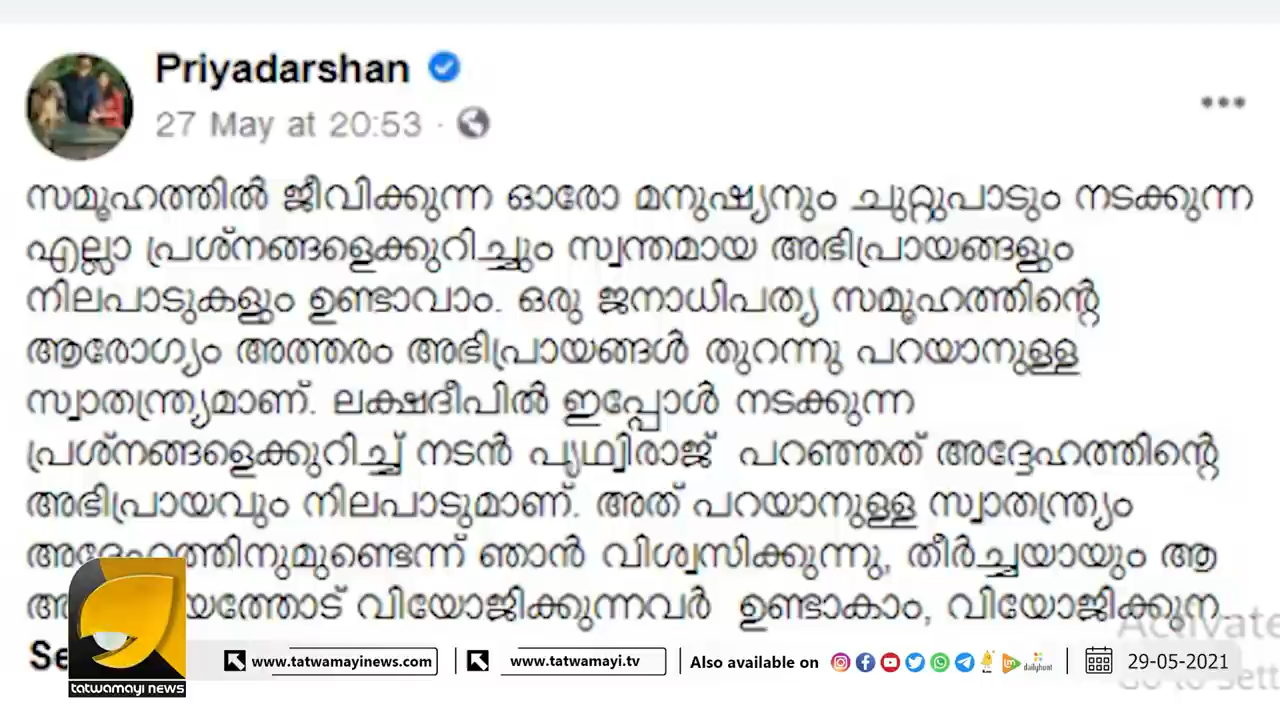 Priyadarshan
27 May at 20:53 ·
സമൂഹത്തിൽ ജീവിക്കുന്ന ഓരോ മനുഷ്യനും ചുറ്റുപാടും നടക്കുന്ന
എല്ലാ പ്രശ്നങ്ങളെക്കുറിച്ചും സ്വന്തമായ അഭിപ്രായങ്ങളും
നിലപാടുകളും ഉണ്ടാവാം. ഒരു ജനാധിപത്യ സമൂഹത്തിന്റെ
ആരോഗ്യം അത്തരം അഭിപ്രായങ്ങൾ തുറന്നു പറയാനുള്ള
സ്വാതന്ത്ര്യമാണ്. ലക്ഷദീപിൽ ഇപ്പോൾ നടക്കുന്ന
പ്രശ്നങ്ങളെക്കുറിച്ച് നടൻ പൃഥ്വിരാജ് പറഞ്ഞത് അദ്ദേഹത്തിന്റെ
അഭിപ്രായവും നിലപാടുമാണ്. അത് പറയാനുള്ള സ്വാതന്ത്ര്യം
അദ്ദേഹത്തിനുമുണ്ടെന്ന് ഞാൻ വിശ്വസിക്കുന്നു, തീർച്ചയായും ആ
വിയോജിക്കുന്നവർ ഉണ്ടാകാം,
tatwamayi news
www.tatwamayinews.com
www.tatwamayi.tv
Also available on
dailyhunt
29-05-2021
Activate